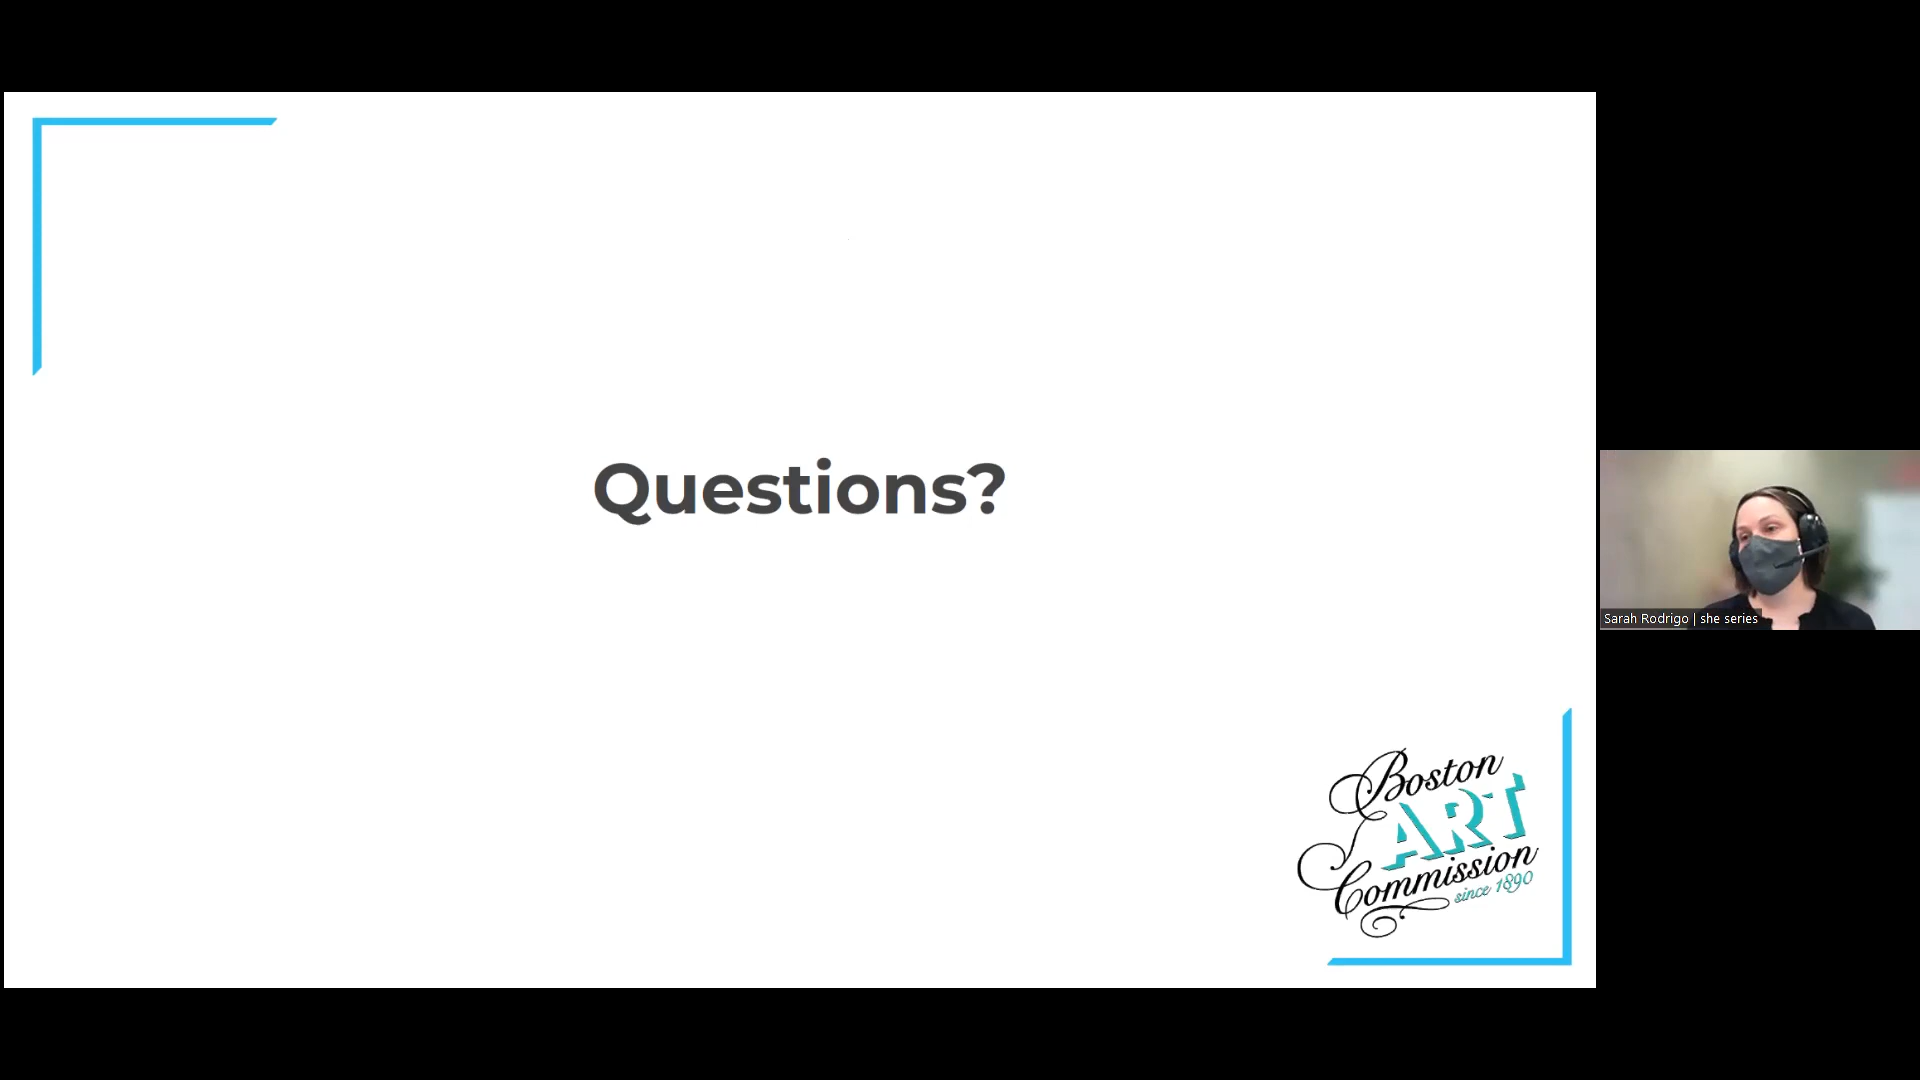 Questions?
Sarah Rodrigo | she series
Boston
ART
Commission
since 1890